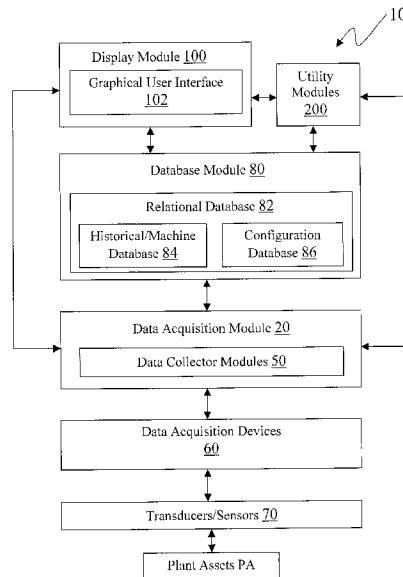 10
Display Module 100
Graphical User Interface
102
Utility
Modules
200
Database Module 80
Relational Database 82
Historical/Machine
Database 84
Configuration
Database 86
Data Acquisition Module 20
Data Collector Modules 50
Data Acquisition Devices
60
Transducers/Sensors 70
Plant Assets PA